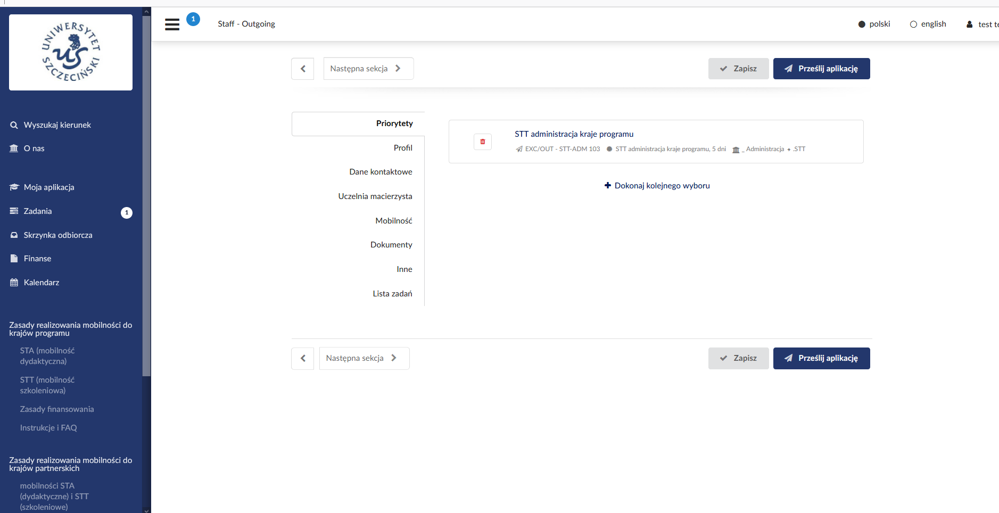 UNIWERSYTET
SZCZECIŃSKI
US
Wyszukaj kierunek
O nas
Moja aplikacja
Zadania 1
Skrzynka odbiorcza
Finanse
Kalendarz
Zasady realizowania mobilności do
krajów programu
STA (mobilność
dydaktyczna)
STT (mobilność
szkoleniowa)
Zasady finansowania
Instrukcje i FAQ
Zasady realizowania mobilności do
krajów partnerskich
mobilności STA
(dydaktyczne) i STT
(szkoleniowe)
1 Staff - Outgoing polski english test te
Następna sekcja Zapisz Prześlij aplikację
Priorytety
Profil
Dane kontaktowe
Uczelnia macierzysta
Mobilność
Dokumenty
Inne
Lista zadań
STT administracja kraje programu
EXC/OUT - STT-ADM 103 STT administracja kraje programu, 5 dni _ Administracja .STT
Dokonaj kolejnego wyboru
Następna sekcja Zapisz Prześlij aplikację